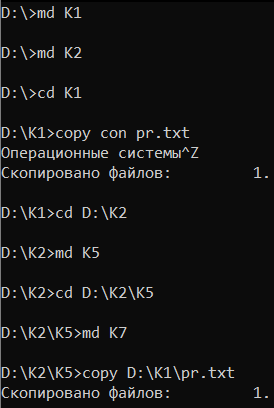 D:\>md K1
D:\>md K2
D:\>cd K1
D:\K1>copy con pr.txt
Операционные системы^Z
Скопировано файлов:         1.
D:\K1>cd D:\K2
D:\K2>md K5
D:\K2>cd D:\K2\K5
D:\K2\K5>md K7
D:\K2\K5>copy D:\K1\pr.txt
Скопировано файлов:         1.